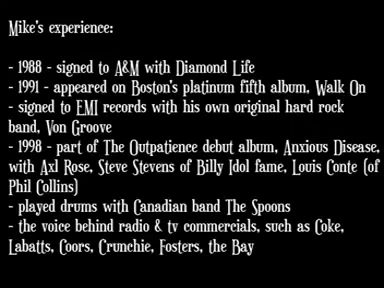 Mike's experience:
- 1988 - signed to A&M with Diamond Life
- 1991 - appeared on Boston's platinum fifth album, Walk On
- signed to EMI records with his own original hard rock
band, Von Groove
- 1998 - part of The Outpatience debut album, Anxious Disease,
with Axl Rose, Steve Stevens of Billy Idol fame, Louis Conte (of
Phil Collins)
- played drums with Canadian band The Spoons
- the voice behind radio & tv commercials, such as Coke,
Labatts, Coors, Crunchie, Fosters, the Bay